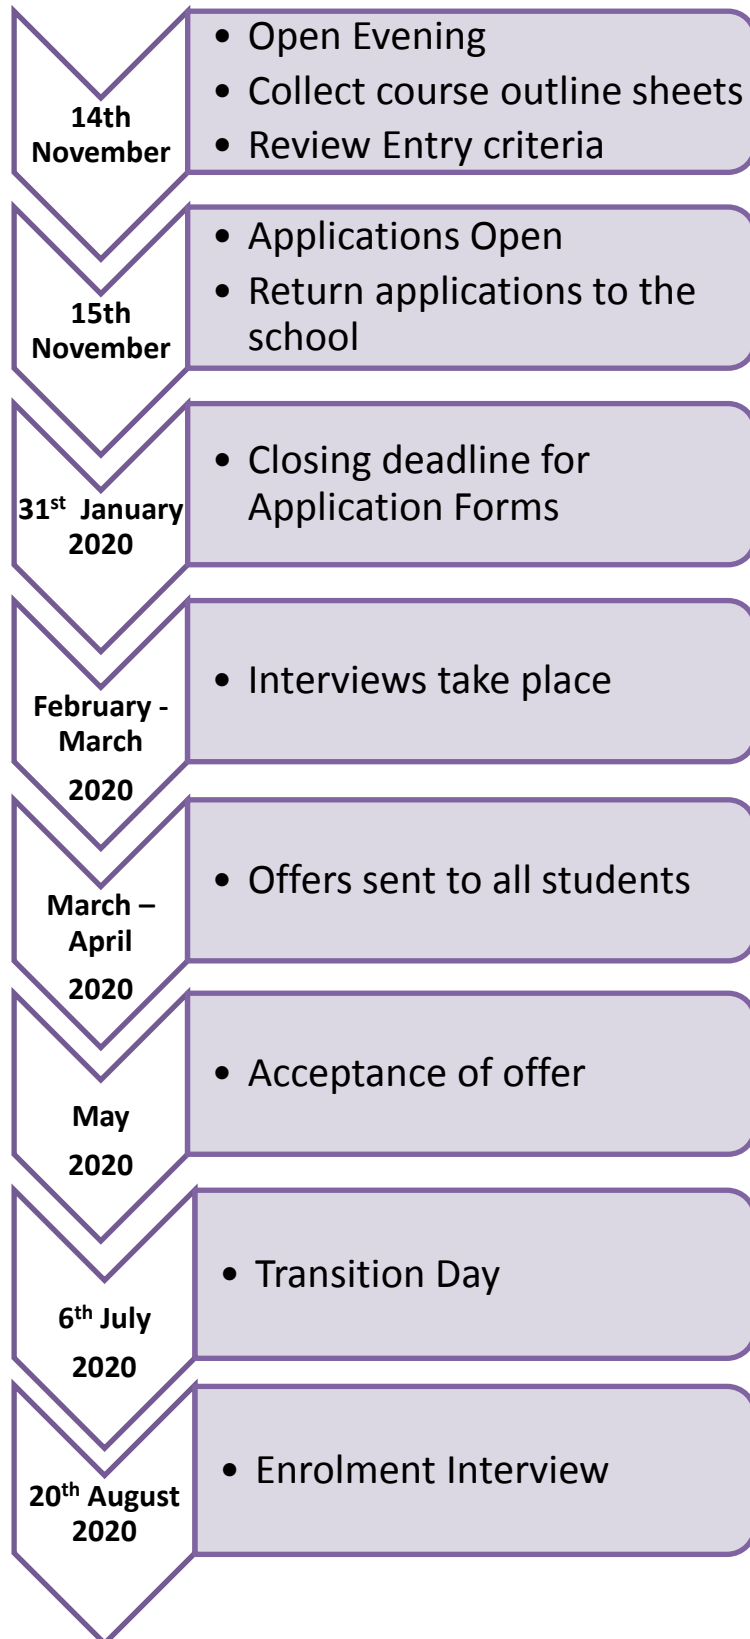 14th
November
• Open Evening
• Collect course outline sheets
• Review Entry criteria
15th
November
• Applications Open
• Return applications to the
school
31st January
2020
• Closing deadline for
Application Forms
February -
March
2020
• Interviews take place
March –
April
2020
• Offers sent to all students
May
2020
• Acceptance of offer
6th July
2020
• Transition Day
20th August
2020
• Enrolment Interview